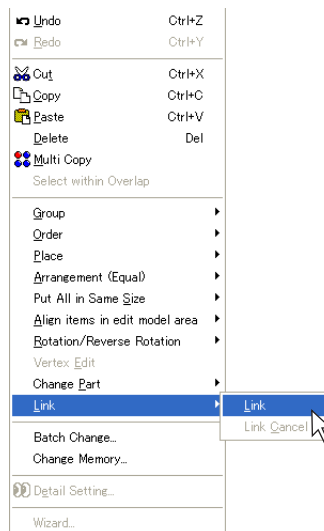 Undo Ctrl+Z
Redo Ctrl+Y
Cut Ctrl+X
Copy Ctrl+C
Paste Ctrl+V
Delete Del
Multi Copy
Select within Overlap
Group
Order
Place
Arrangement (Equal)
Put All in Same Size
Align items in edit model area
Rotation/Reverse Rotation
Vertex Edit
Change Part
Link Link
Link Cancel
Batch Change...
Change Memory...
Detail Setting...
Wizard...